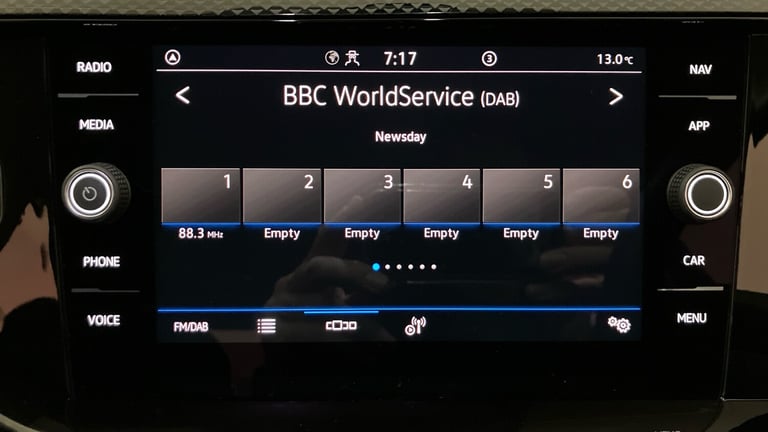 RADIO
MEDIA
PHONE
VOICE
7:17
3
13.0°C
BBC WorldService (DAB)
Newsday
1 2 3 4 5 6
88.3 MHz Empty Empty Empty Empty Empty
FM/DAB
NAV
APP
CAR
MENU